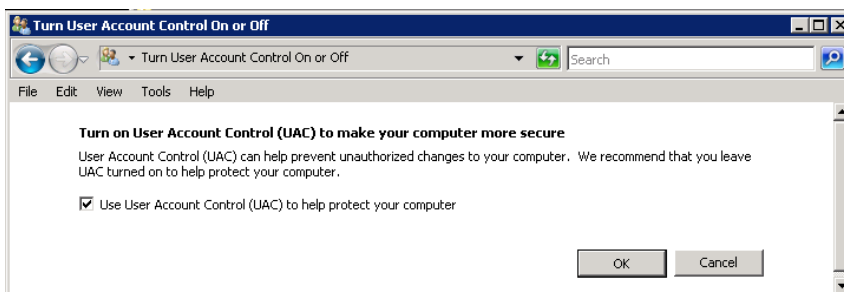 Turn User Account Control On or Off
Turn User Account Control On or Off
Search
File Edit View Tools Help
Turn on User Account Control (UAC) to make your computer more secure
User Account Control (UAC) can help prevent unauthorized changes to your computer. We recommend that you leave
UAC turned on to help protect your computer.
Use User Account Control (UAC) to help protect your computer
OK Cancel